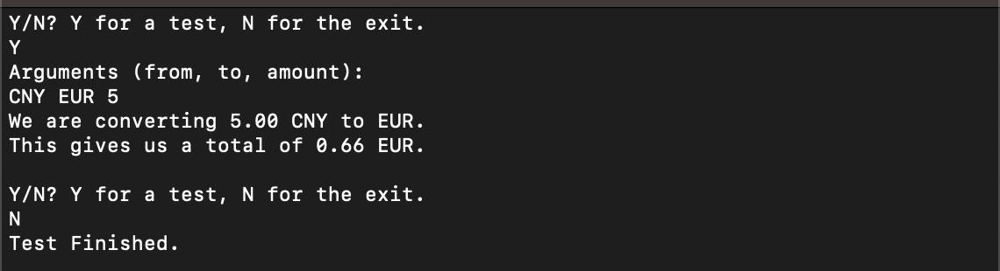 Y/N? Y for a test, N for the exit.
Y
Arguments (from, to, amount):
CNY EUR 5
We are converting 5.00 CNY to EUR.
This gives us a total of 0.66 EUR.
Y/N? Y for a test, N for the exit.
N
Test Finished.